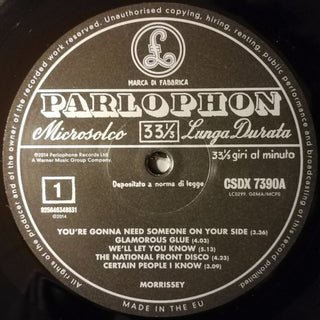 Unauthorised copying, hiring, renting, public performance and broadcasting
of the recorded work reserved.
All rights of the record producer and of the owner
of this record prohibited.
MARCA DI FABBRICA
PARLOPHON
Microsolco 33⅓ Lunga Durata
℗2014 Parlophone Records Ltd
A Warner Music Group Company.
33⅓ giri al minuto
1
Depositato a norma di legge
CSDX 7390A
LC0299. GEMA/MCPS
R25646348931
©2014
YOU'RE GONNA NEED SOMEONE ON YOUR SIDE (3.36)
GLAMOROUS GLUE (4.03)
WE'LL LET YOU KNOW (5.13)
THE NATIONAL FRONT DISCO (4.23)
CERTAIN PEOPLE I KNOW (3.09)
MORRISSEY
MADE IN THE EU